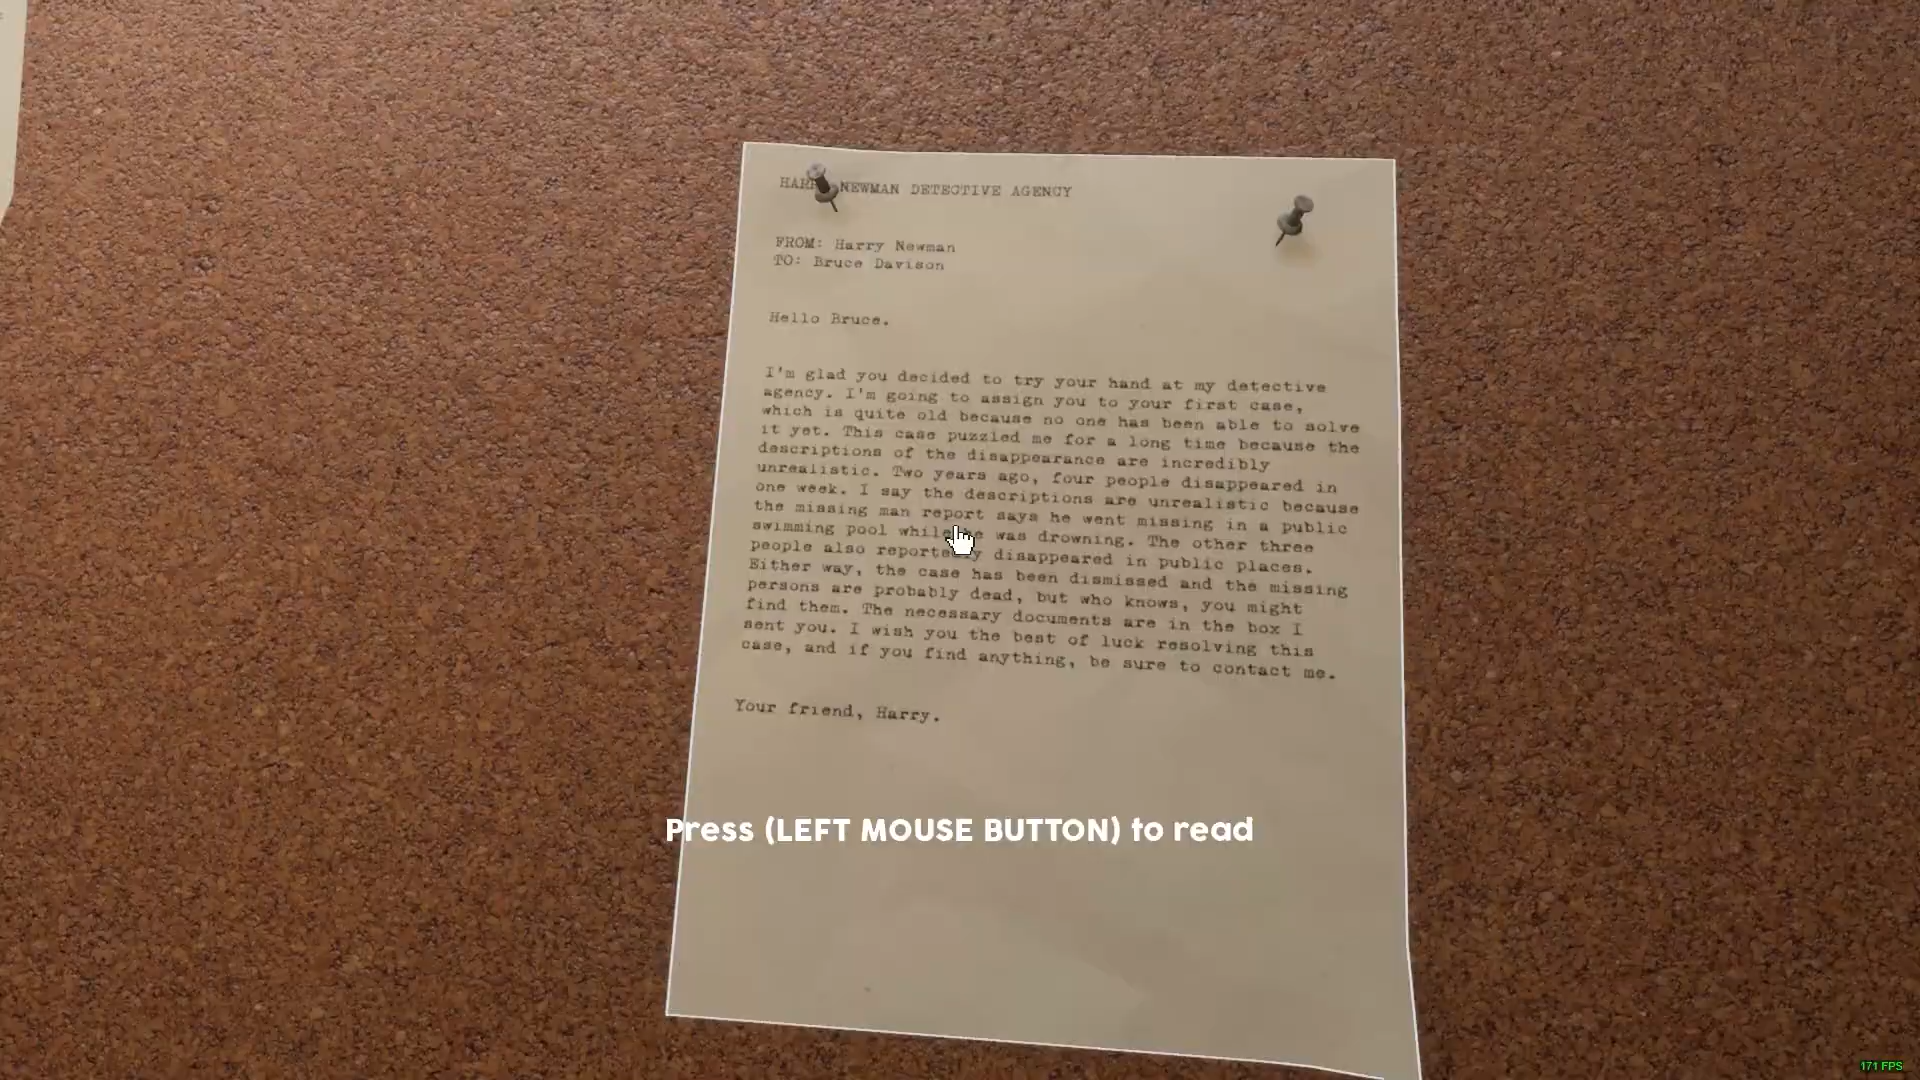 HARRY NEWMAN DETECTIVE AGENCY
FROM: Harry Newman
TO: Bruce Davison
Hello Bruce.
I'm glad you decided to try your hand at my detective
agency. I'm going to assign you to your first case,
which is quite old because no one has been able to solve
it yet. This case puzzled me for a long time because the
descriptions of the disappearance are incredibly
unrealistic. Two years ago, four people disappeared in
one week. I say the descriptions are unrealistic because
the missing man report says he went missing in a public
swimming pool while he was drowning. The other three
people also reportedly disappeared in public places.
Either way, the case has been dismissed and the missing
persons are probably dead, but who knows, you might
find them. The necessary documents are in the box I
sent you. I wish you the best of luck resolving this
case, and if you find anything, be sure to contact me.
Your friend, Harry.
Press (LEFT MOUSE BUTTON) to read
171 FPS